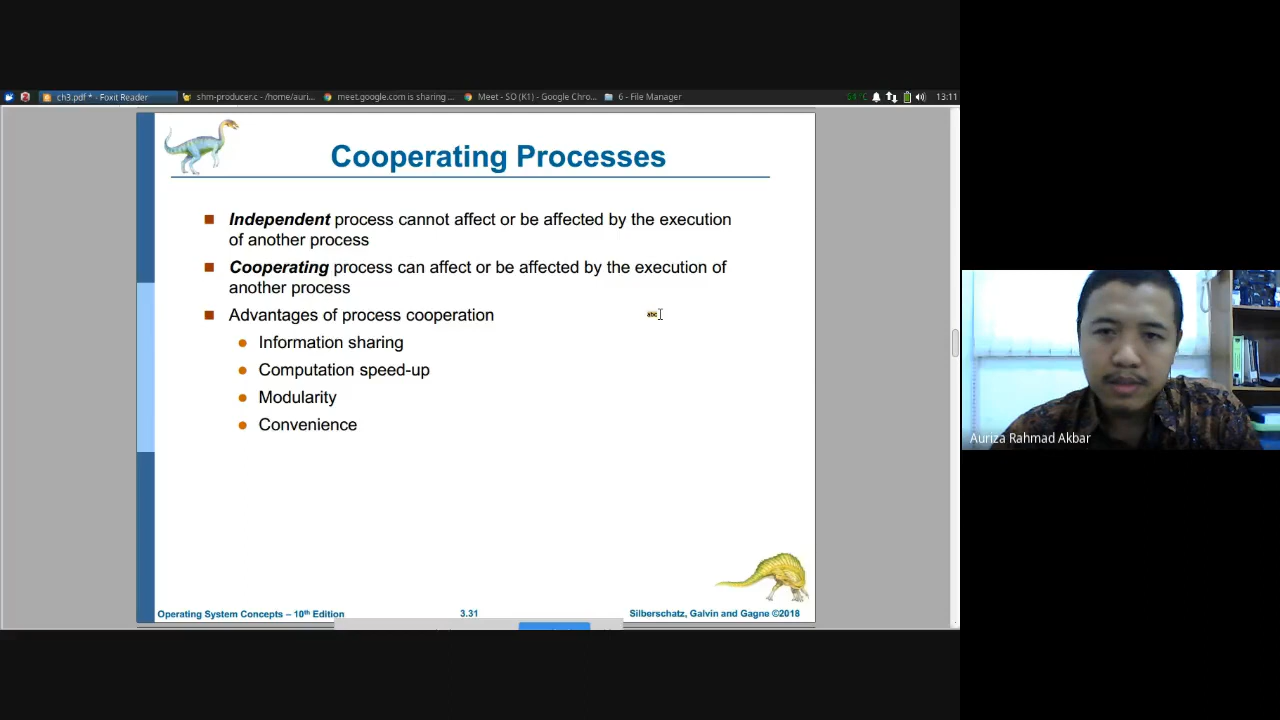 ch3.pdf * - Foxit Reader
shm-producer.c - /home/auri...
meet.google.com is sharing ...
Meet - SO (K1) - Google Chro...
6 - File Manager
64°C
13:11
Cooperating Processes
Independent process cannot affect or be affected by the execution
of another process
Cooperating process can affect or be affected by the execution of
another process
Advantages of process cooperation
abc
Information sharing
Computation speed-up
Modularity
Convenience
Auriza Rahmad Akbar
Operating System Concepts – 10th Edition
3.31
Silberschatz, Galvin and Gagne ©2018